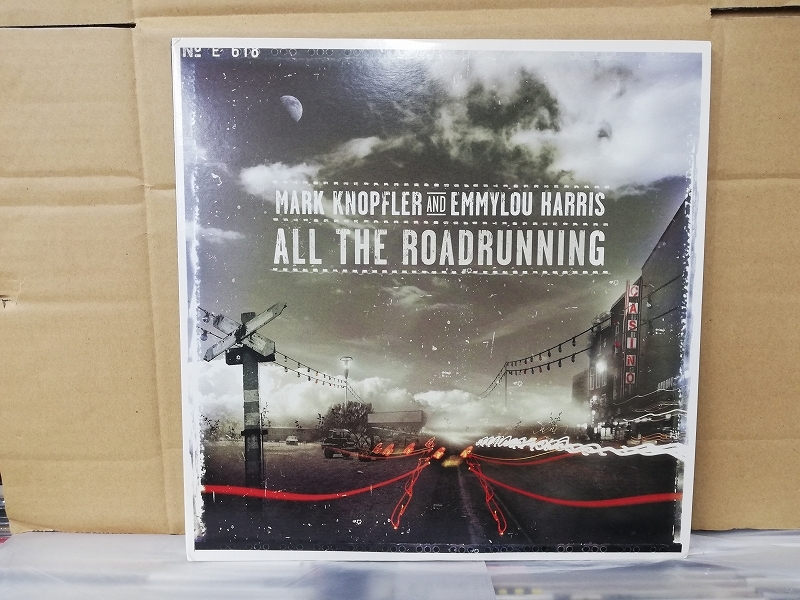 Nº E 618
MARK KNOPFLER AND EMMYLOU HARRIS
ALL THE ROADRUNNING
CASINO